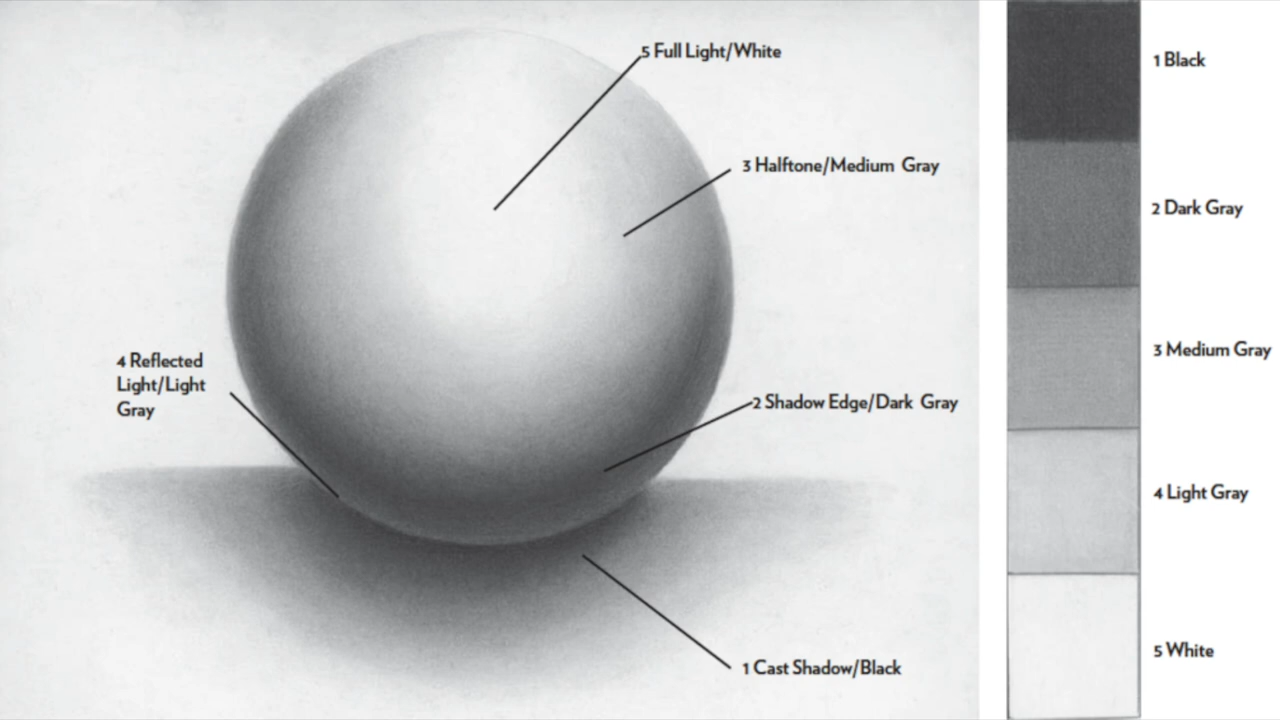 5 Full Light/White
3 Halftone/Medium Gray
4 Reflected
Light/Light
Gray
2 Shadow Edge/Dark Gray
1 Cast Shadow/Black
1 Black
2 Dark Gray
3 Medium Gray
4 Light Gray
5 White